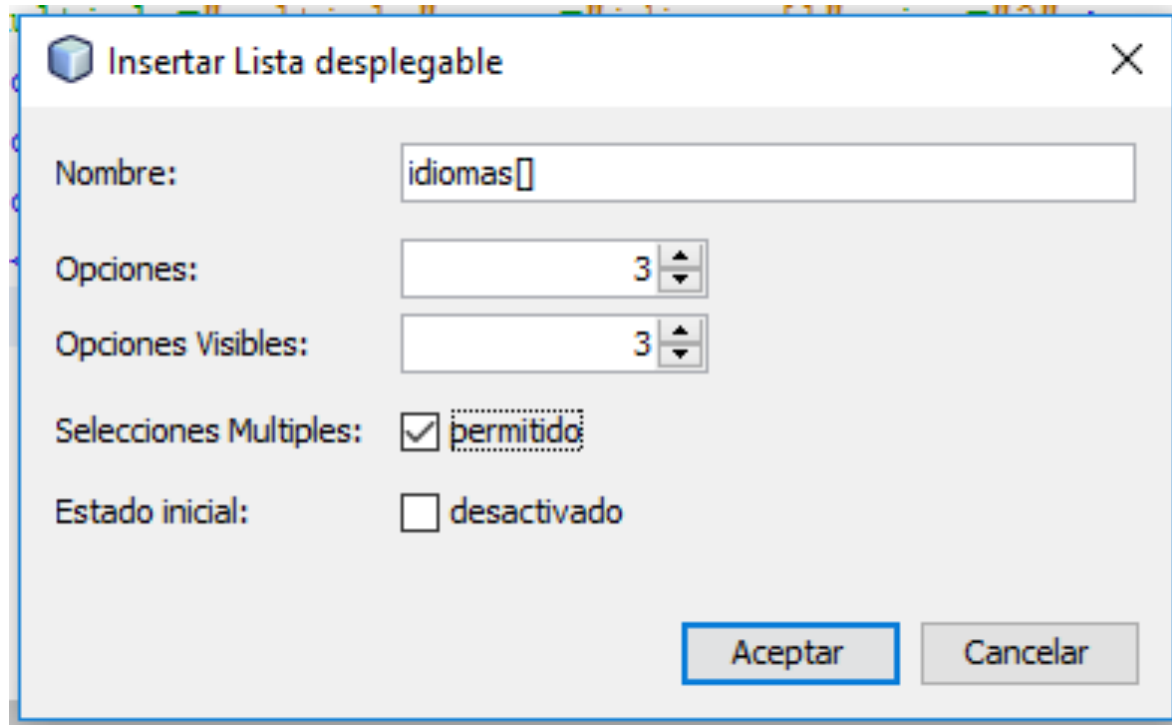 Insertar Lista desplegable
Nombre: idiomas[]
Opciones: 3
Opciones Visibles: 3
Selecciones Multiples: permitido
Estado inicial: desactivado
Aceptar Cancelar